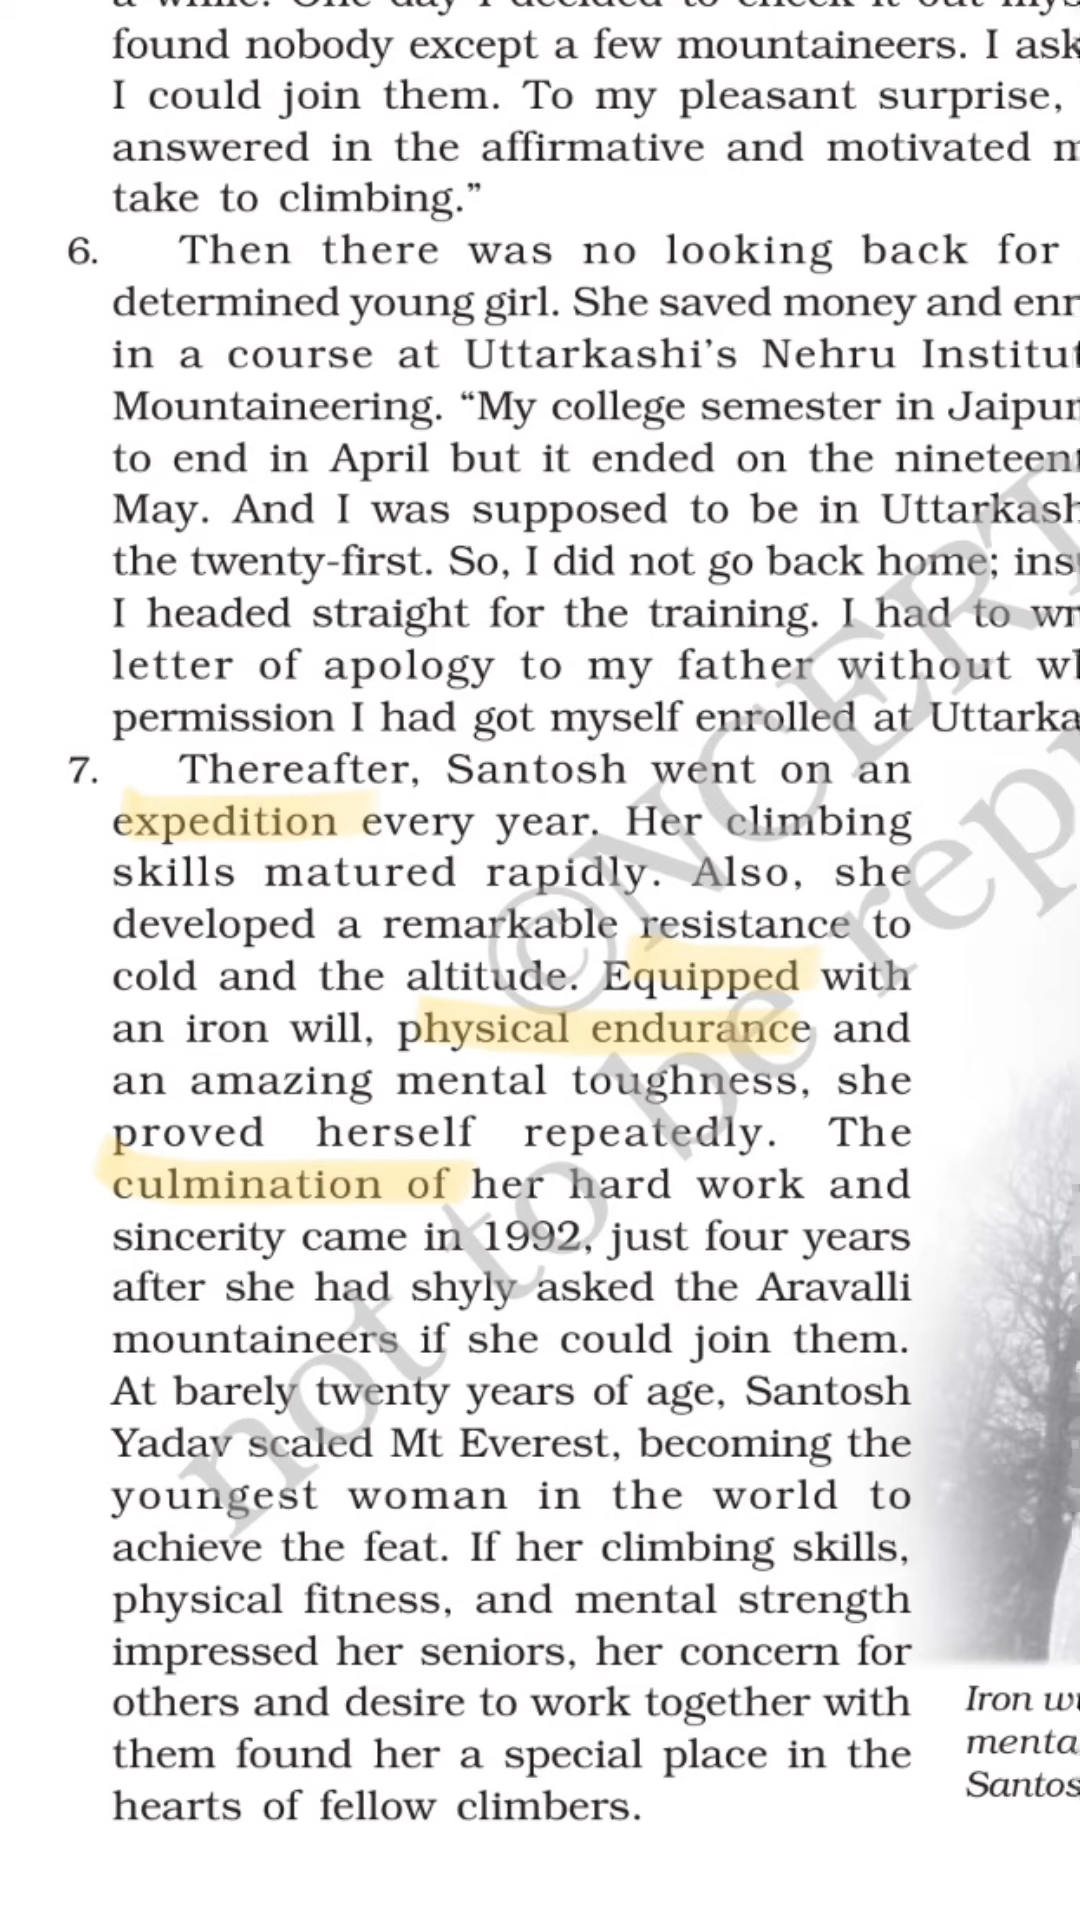 found nobody except a few mountaineers. I ask
I could join them. To my pleasant surprise,
answered in the affirmative and motivated m
take to climbing.”
6. Then there was no looking back for
determined young girl. She saved money and enr
in a course at Uttarkashi’s Nehru Institut
Mountaineering. “My college semester in Jaipur
to end in April but it ended on the nineteent
May. And I was supposed to be in Uttarkash
the twenty-first. So, I did not go back home; ins
I headed straight for the training. I had to wr
letter of apology to my father without wh
permission I had got myself enrolled at Uttarka
7. Thereafter, Santosh went on an
expedition every year. Her climbing
skills matured rapidly. Also, she
developed a remarkable resistance to
cold and the altitude. Equipped with
an iron will, physical endurance and
an amazing mental toughness, she
proved herself repeatedly. The
culmination of her hard work and
sincerity came in 1992, just four years
after she had shyly asked the Aravalli
mountaineers if she could join them.
At barely twenty years of age, Santosh
Yadav scaled Mt Everest, becoming the
youngest woman in the world to
achieve the feat. If her climbing skills,
physical fitness, and mental strength
impressed her seniors, her concern for
others and desire to work together with
them found her a special place in the
hearts of fellow climbers.
Iron wi
menta
Santos
©NCERT
not to be rep